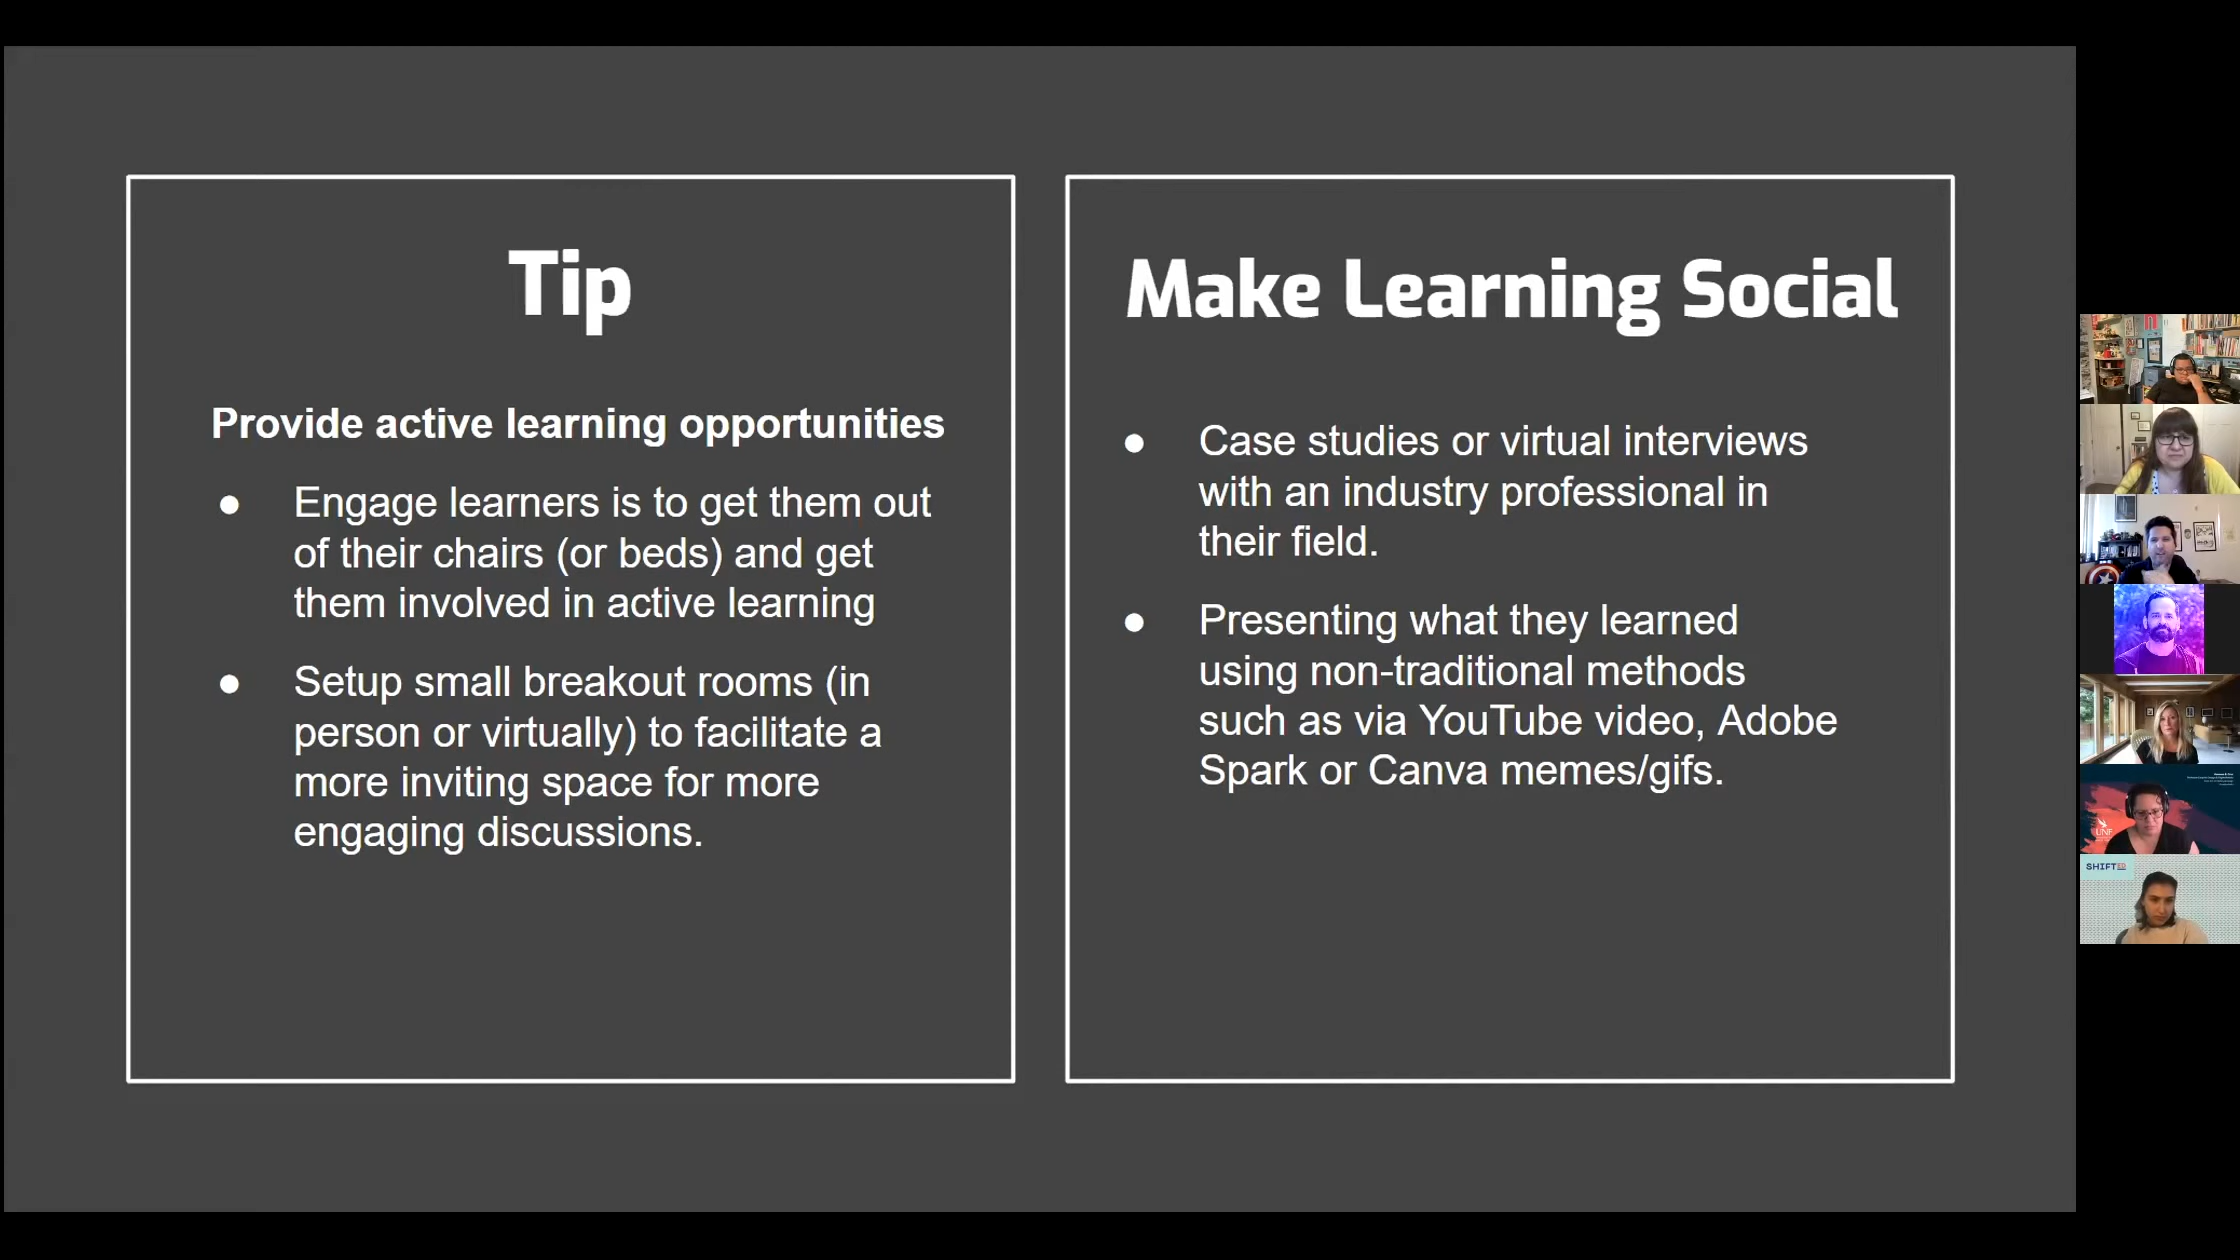 Tip
Provide active learning opportunities
● Engage learners is to get them out
of their chairs (or beds) and get
them involved in active learning
● Setup small breakout rooms (in
person or virtually) to facilitate a
more inviting space for more
engaging discussions.
Make Learning Social
● Case studies or virtual interviews
with an industry professional in
their field.
● Presenting what they learned
using non-traditional methods
such as via YouTube video, Adobe
Spark or Canva memes/gifs.
UNF
SHIFTED